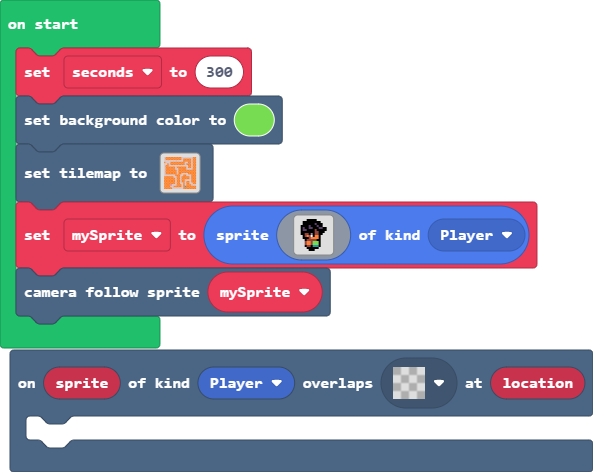 on start
set seconds to 300
set background color to
set tilemap to
set mySprite to sprite of kind Player
camera follow sprite mySprite
on sprite of kind Player overlaps at location